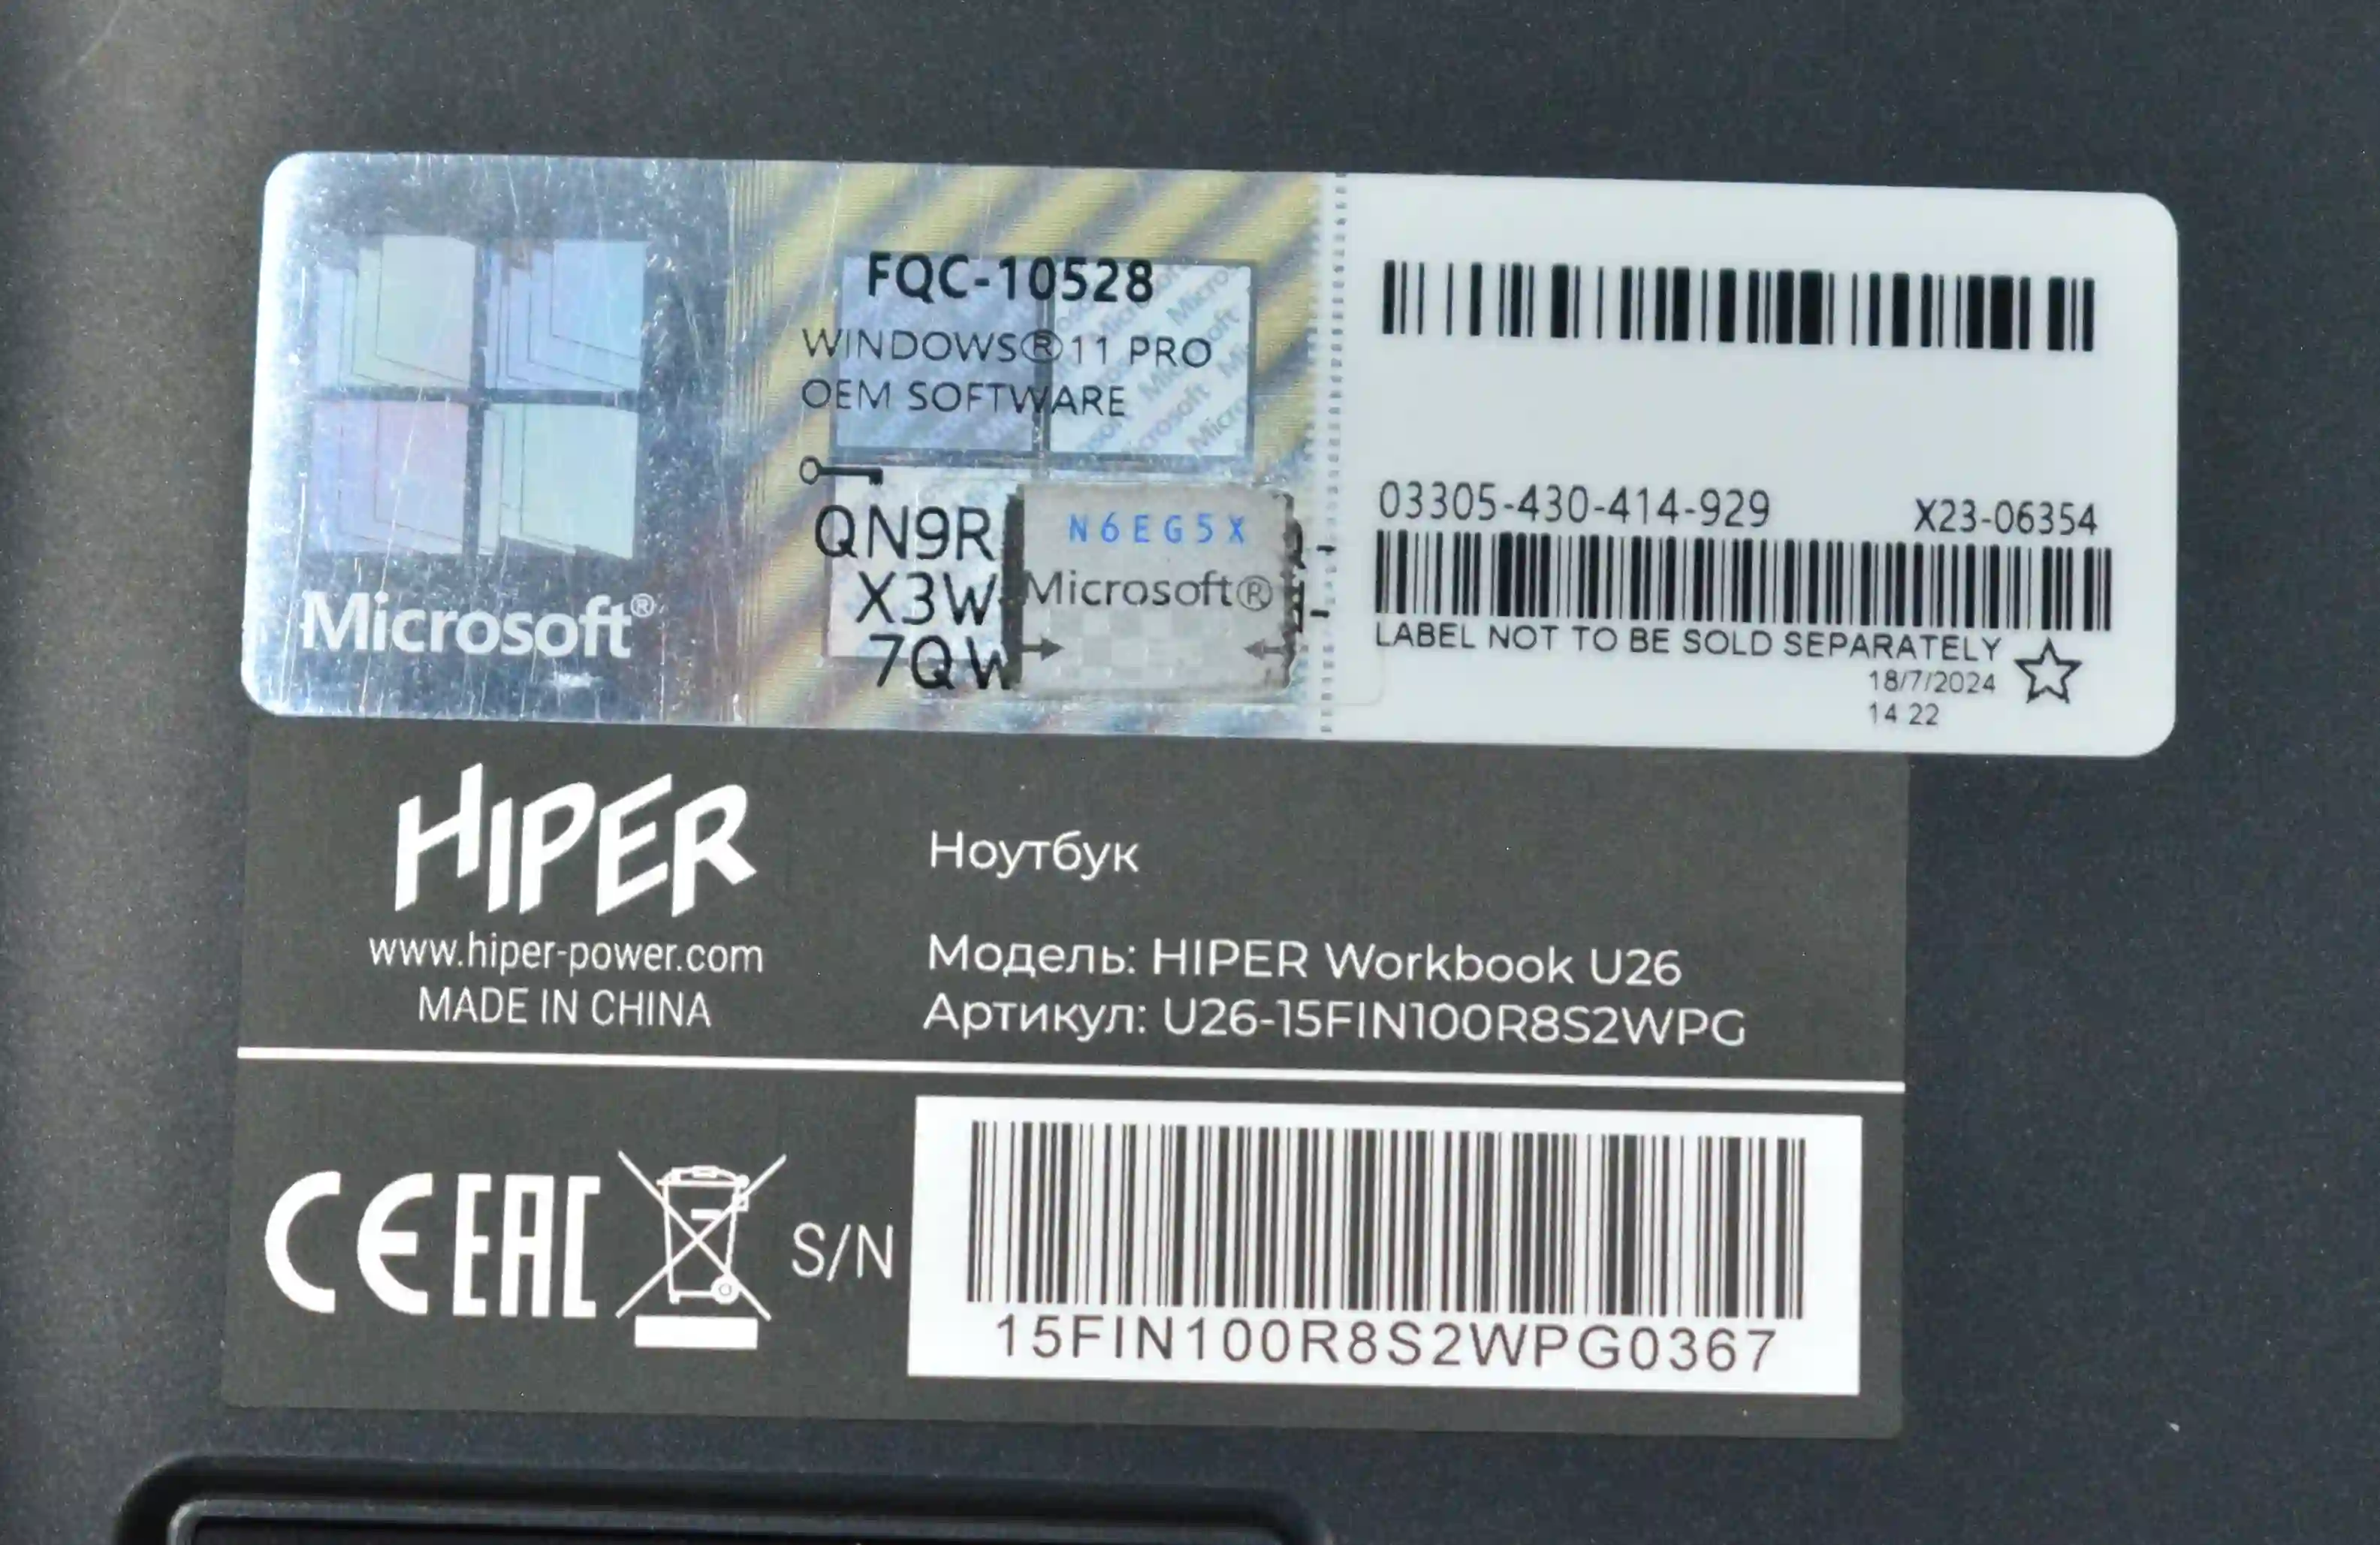 Microsoft®
FQC-10528
WINDOWS®11 PRO
OEM SOFTWARE
QN9R
X3W
7QW
N6EG5X
Microsoft®
03305-430-414-929 X23-06354
LABEL NOT TO BE SOLD SEPARATELY
18/7/2024
14 22
HIPER
www.hiper-power.com
MADE IN CHINA
Ноутбук
Модель: HIPER Workbook U26
Артикул: U26-15FIN100R8S2WPG
CE EAC
S/N
15FIN100R8S2WPG0367